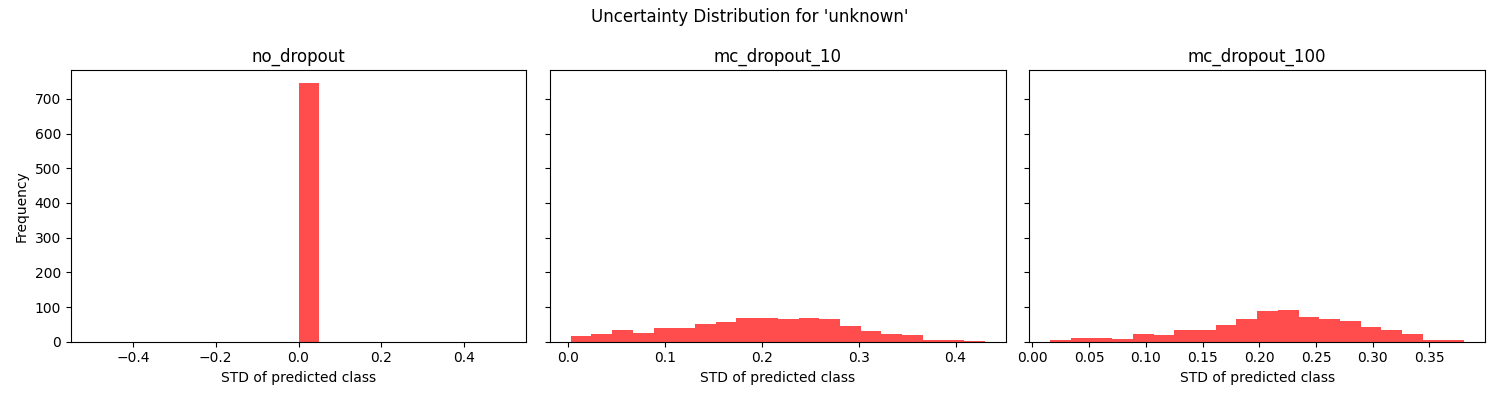 Uncertainty Distribution for 'unknown'
no_dropout
mc_dropout_10
mc_dropout_100
Frequency
700
600
500
400
300
200
100
0
−0.4 −0.2 0.0 0.2 0.4
0.0 0.1 0.2 0.3 0.4
0.00 0.05 0.10 0.15 0.20 0.25 0.30 0.35
STD of predicted class
STD of predicted class
STD of predicted class